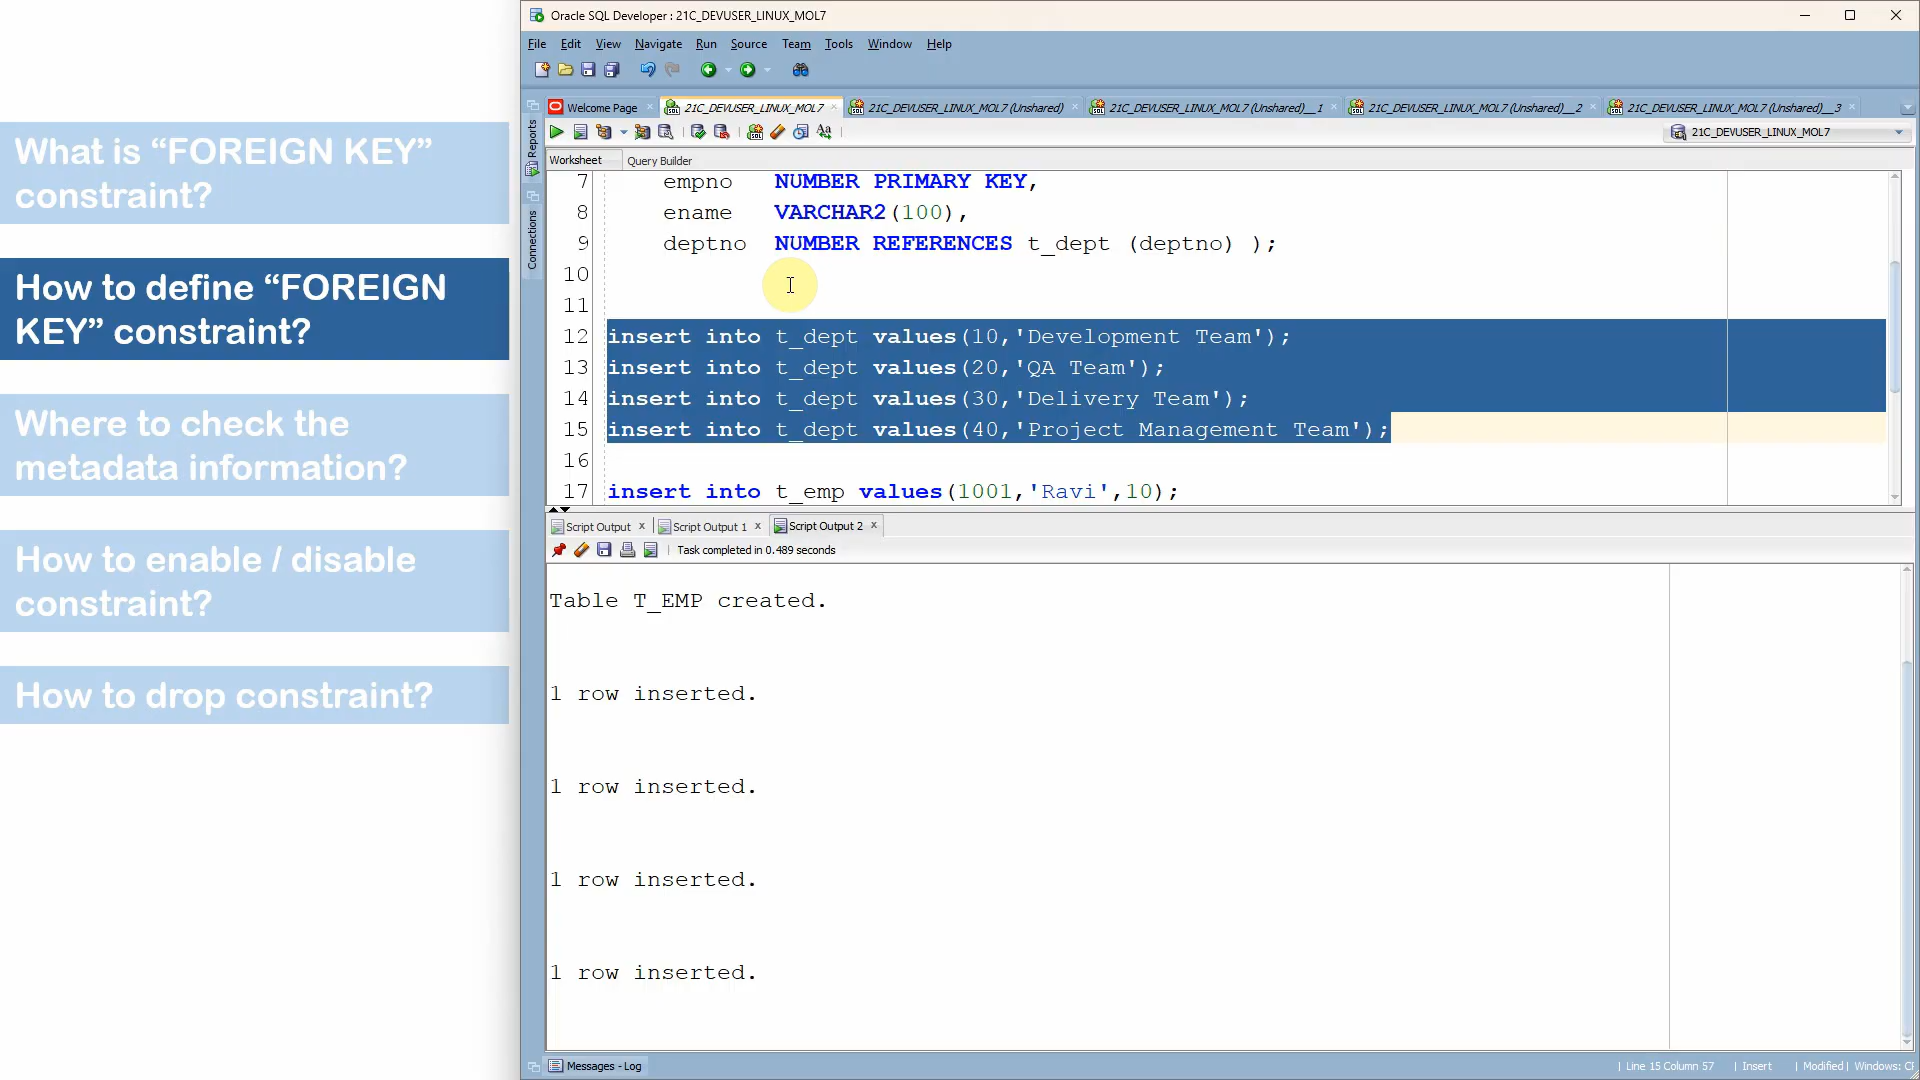 What is “FOREIGN KEY”
constraint?
How to define “FOREIGN
KEY” constraint?
Where to check the
metadata information?
How to enable / disable
constraint?
How to drop constraint?
Oracle SQL Developer : 21C_DEVUSER_LINUX_MOL7
File Edit View Navigate Run Source Team Tools Window Help
Welcome Page 21C_DEVUSER_LINUX_MOL7 21C_DEVUSER_LINUX_MOL7 (Unshared) 21C_DEVUSER_LINUX_MOL7 (Unshared)__1 21C_DEVUSER_LINUX_MOL7 (Unshared)__2 21C_DEVUSER_LINUX_MOL7 (Unshared)__3
21C_DEVUSER_LINUX_MOL7
Reports
Connections
Worksheet Query Builder
7 empno NUMBER PRIMARY KEY,
8 ename VARCHAR2(100),
9 deptno NUMBER REFERENCES t_dept (deptno) );
10
11
12 insert into t_dept values(10,'Development Team');
13 insert into t_dept values(20,'QA Team');
14 insert into t_dept values(30,'Delivery Team');
15 insert into t_dept values(40,'Project Management Team');
16
17 insert into t_emp values(1001,'Ravi',10);
Script Output Script Output 1 Script Output 2
Task completed in 0.489 seconds
Table T_EMP created.
1 row inserted.
1 row inserted.
1 row inserted.
1 row inserted.
Messages - Log
Line 15 Column 57 Insert Modified Windows: C